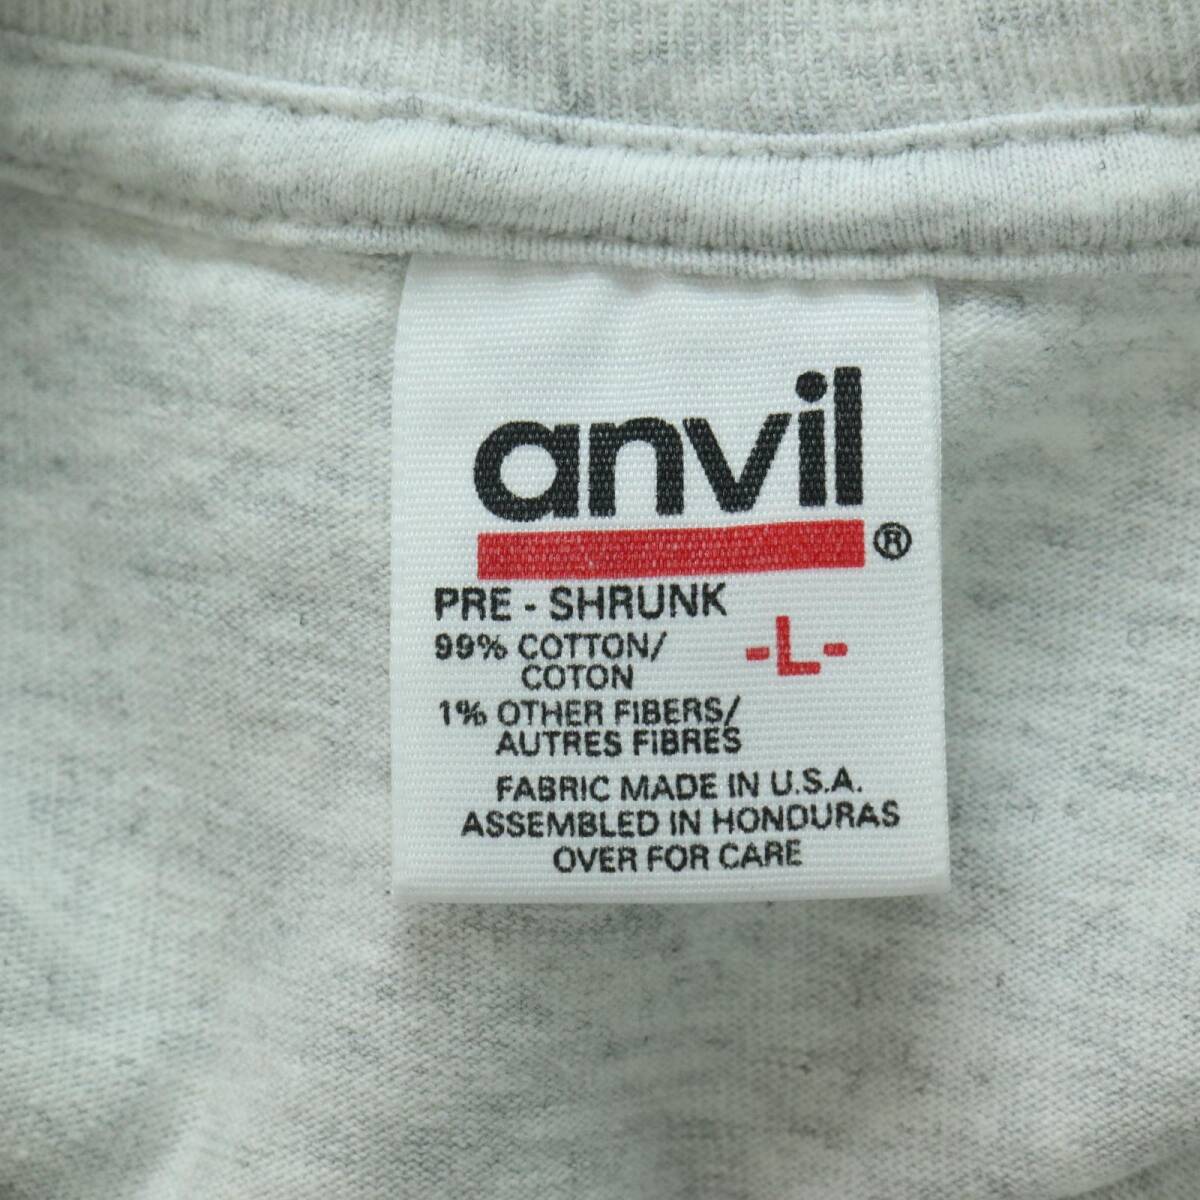 anvil®
PRE - SHRUNK
99% COTTON/
COTON
-L-
1% OTHER FIBERS/
AUTRES FIBRES
FABRIC MADE IN U.S.A.
ASSEMBLED IN HONDURAS
OVER FOR CARE